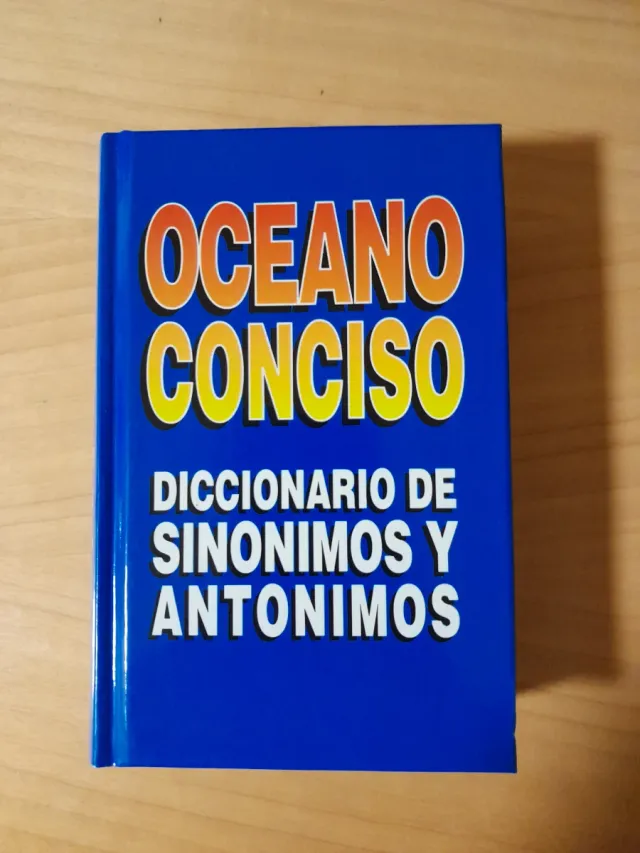 OCEANO
CONCISO
DICCIONARIO DE
SINONIMOS Y
ANTONIMOS